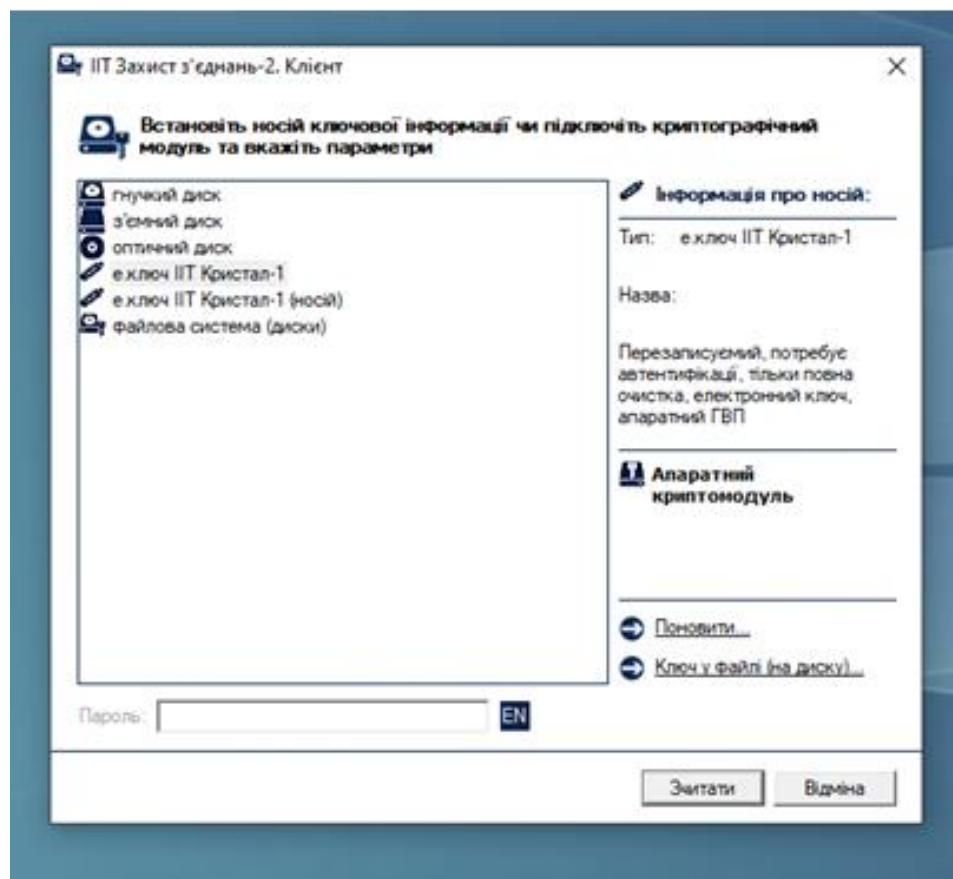 ІІТ Захист з'єднань-2. Клієнт
Встановіть носій ключової інформації чи підключіть криптографічний
модуль та вкажіть параметри
гнучкий диск
з'ємний диск
оптичний диск
е.ключ ІІТ Кристал-1
е.ключ ІІТ Кристал-1 (носій)
файлова система (диски)
Інформація про носій:
Тип: е.ключ ІІТ Кристал-1
Назва:
Перезаписуємий, потребує
автентифікації, тільки повна
очистка, електронний ключ,
апаратний ГВП
Апаратний
криптомодуль
Поновити...
Ключ у файлі (на диску)...
Пароль:
EN
Зчитати
Відміна